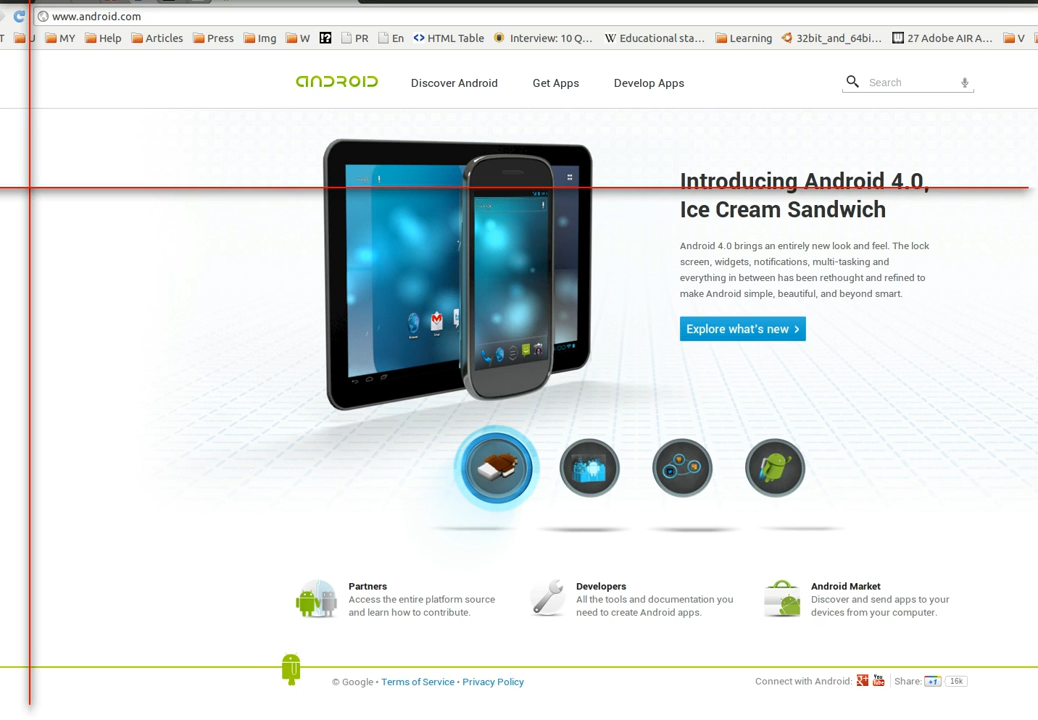 www.android.com
T U MY Help Articles Press Img W PR En HTML Table Interview: 10 Q... Educational sta... Learning 32bit_and_64bi... 27 Adobe AIR A... V
ANDROID Discover Android Get Apps Develop Apps Search
Introducing Android 4.0,
Ice Cream Sandwich
Android 4.0 brings an entirely new look and feel. The lock
screen, widgets, notifications, multi-tasking and
everything in between has been rethought and refined to
make Android simple, beautiful, and beyond smart.
Explore what's new ›
Partners
Access the entire platform source
and learn how to contribute.
Developers
All the tools and documentation you
need to create Android apps.
Android Market
Discover and send apps to your
devices from your computer.
© Google • Terms of Service • Privacy Policy
Connect with Android: You Tube Share: +1 16k